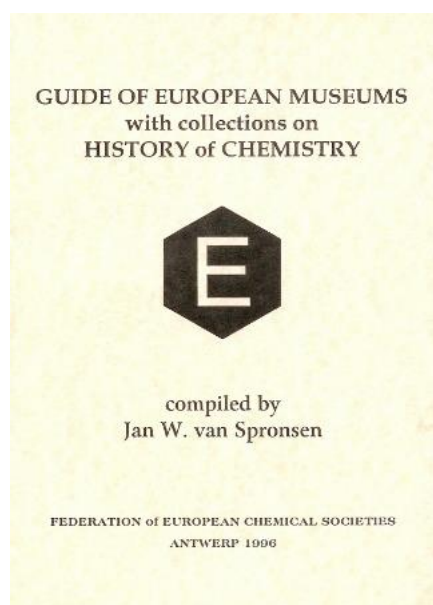 GUIDE OF EUROPEAN MUSEUMS
with collections on
HISTORY of CHEMISTRY
E
compiled by
Jan W. van Spronsen
FEDERATION of EUROPEAN CHEMICAL SOCIETIES
ANTWERP 1996